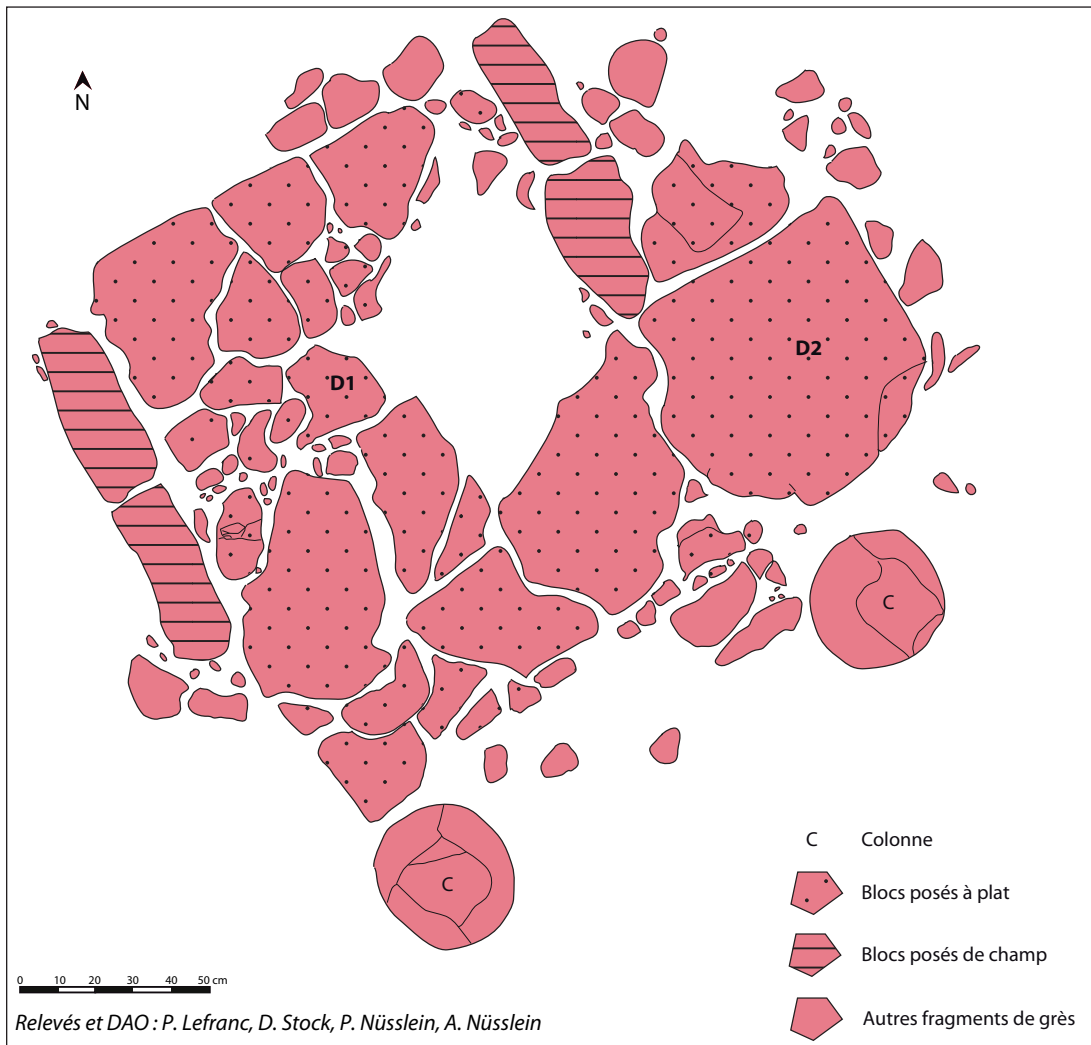 N
D2
D1
C
C
C Colonne
Blocs posés à plat
Blocs posés de champ
Autres fragments de grès
0 10 20 30 40 50 cm
Relevés et DAO : P. Lefranc, D. Stock, P. Nüsslein, A. Nüsslein